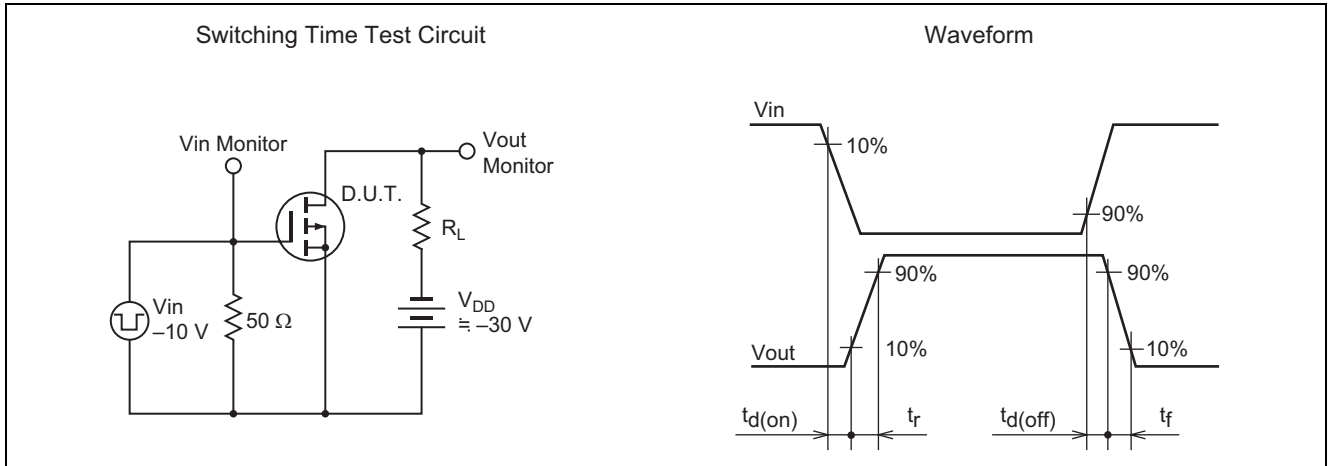 Switching Time Test Circuit
Vin Monitor
Vout
Monitor
D.U.T.
RL
Vin
–10 V
50 Ω
VDD
≒ –30 V
Waveform
Vin
10%
90%
90%
90%
Vout
10%
10%
td(on)
tr
td(off)
tf